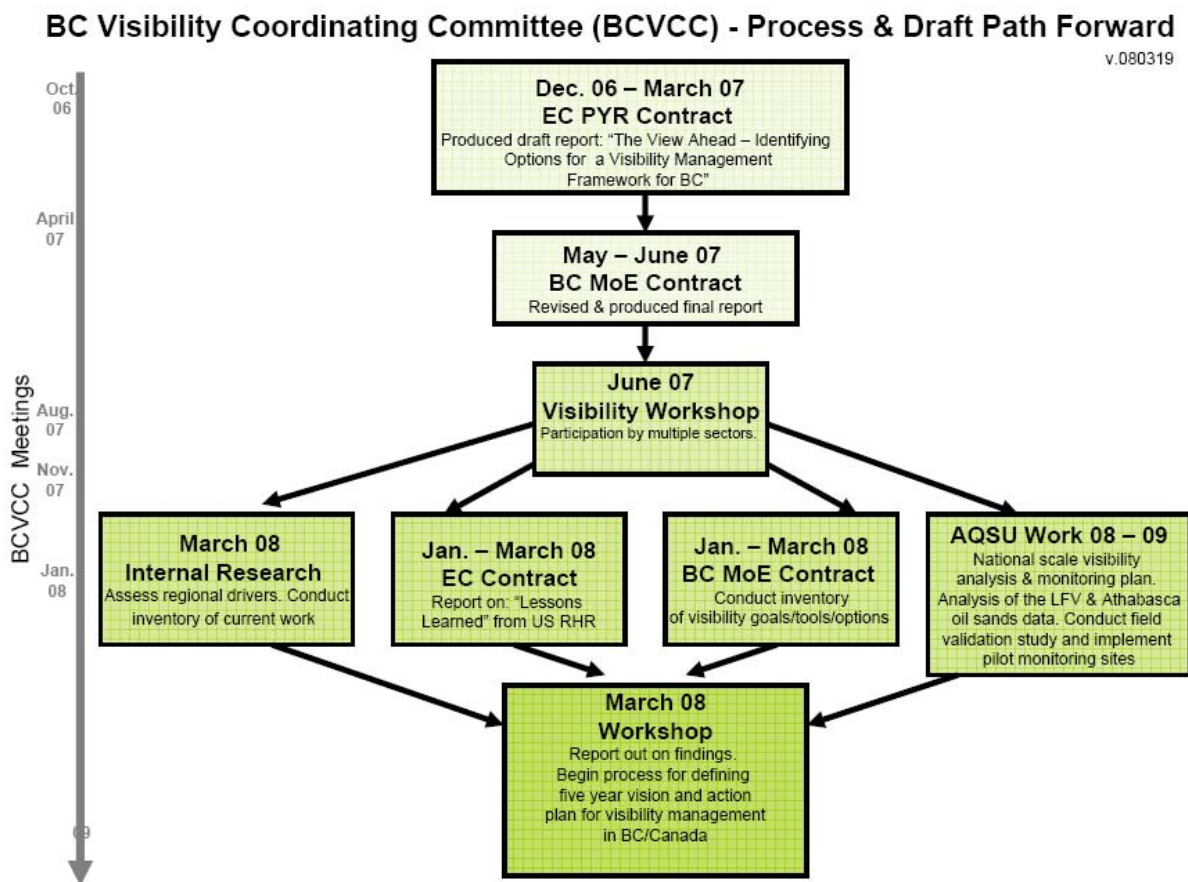 BC Visibility Coordinating Committee (BCVCC) - Process & Draft Path Forward
v.080319
Oct.
06
April
07
Aug.
07
Nov.
07
Jan.
08
09
BCVCC Meetings
Dec. 06 – March 07
EC PYR Contract
Produced draft report: “The View Ahead – Identifying
Options for a Visibility Management
Framework for BC”
May – June 07
BC MoE Contract
Revised & produced final report
June 07
Visibility Workshop
Participation by multiple sectors.
March 08
Internal Research
Assess regional drivers. Conduct
inventory of current work
Jan. – March 08
EC Contract
Report on: “Lessons
Learned” from US RHR
Jan. – March 08
BC MoE Contract
Conduct inventory
of visibility goals/tools/options
AQSU Work 08 – 09
National scale visibility
analysis & monitoring plan.
Analysis of the LFV & Athabasca
oil sands data. Conduct field
validation study and implement
pilot monitoring sites
March 08
Workshop
Report out on findings.
Begin process for defining
five year vision and action
plan for visibility management
in BC/Canada